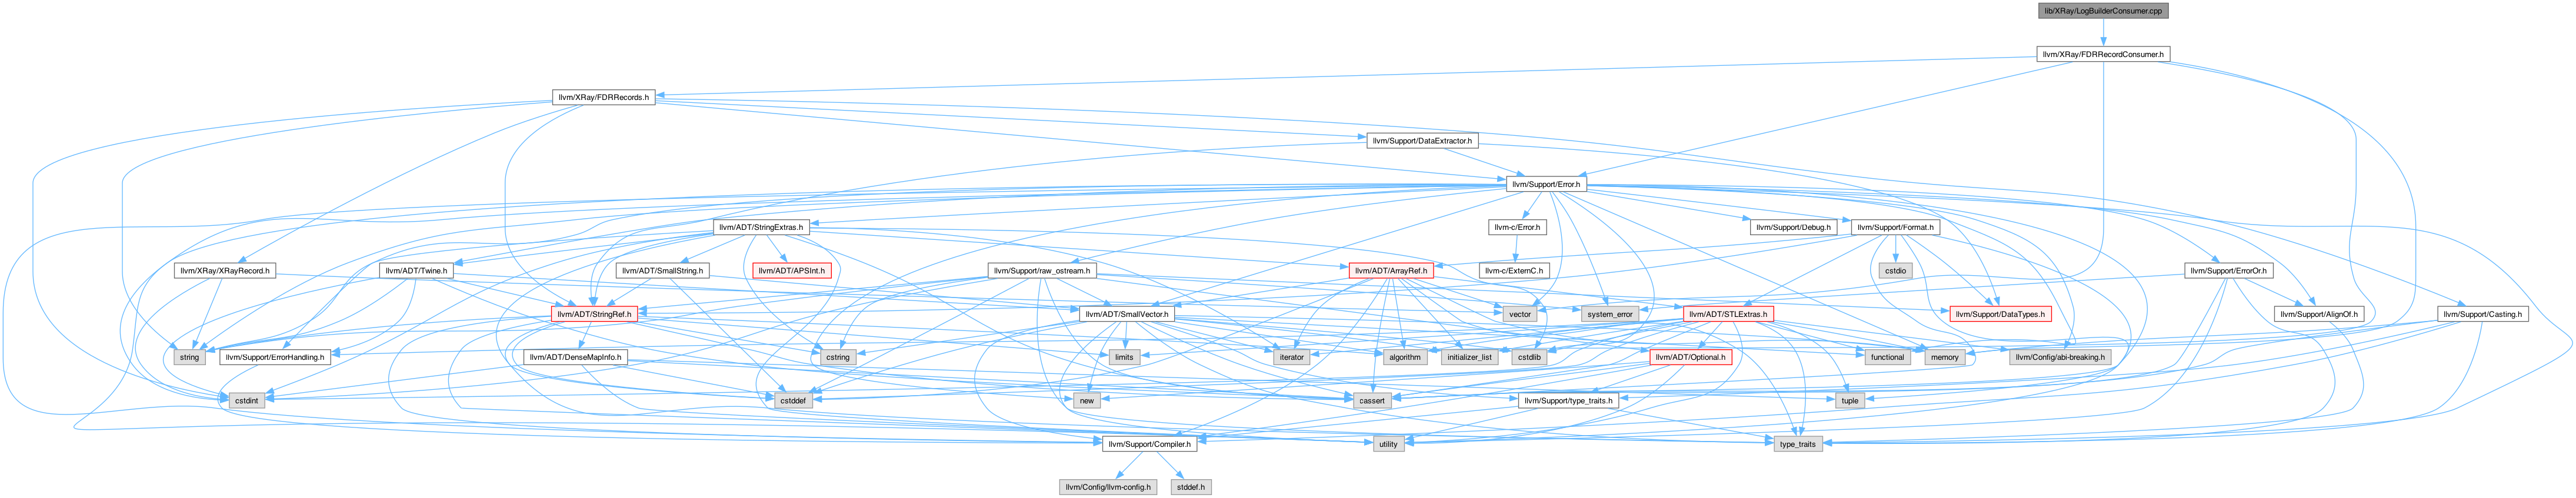 lib/XRay/LogBuilderConsumer.cpp
llvm/XRay/FDRRecordConsumer.h
llvm/XRay/FDRRecords.h
llvm/Support/DataExtractor.h
llvm/Support/Error.h
llvm/ADT/StringExtras.h
llvm-c/Error.h
llvm/Support/Debug.h
llvm/Support/Format.h
llvm/XRay/XRayRecord.h
llvm/ADT/Twine.h
llvm/ADT/SmallString.h
llvm/ADT/APSInt.h
llvm/Support/raw_ostream.h
llvm/ADT/ArrayRef.h
llvm-c/ExternC.h
cstdio
llvm/Support/ErrorOr.h
llvm/ADT/StringRef.h
llvm/ADT/SmallVector.h
vector
system_error
llvm/ADT/STLExtras.h
llvm/Support/DataTypes.h
llvm/Support/AlignOf.h
llvm/Support/Casting.h
string
llvm/Support/ErrorHandling.h
llvm/ADT/DenseMapInfo.h
cstring
limits
iterator
algorithm
initializer_list
cstdlib
llvm/ADT/Optional.h
functional
memory
llvm/Config/abi-breaking.h
cstdint
cstddef
new
cassert
llvm/Support/type_traits.h
tuple
llvm/Support/Compiler.h
utility
type_traits
llvm/Config/llvm-config.h
stddef.h